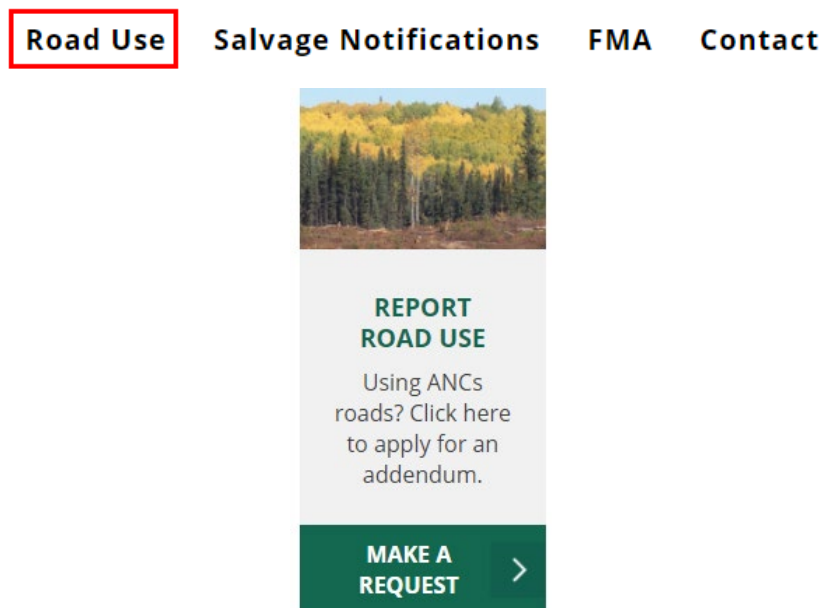 Road Use Salvage Notifications FMA Contact
REPORT
ROAD USE
Using ANCs
roads? Click here
to apply for an
addendum.
MAKE A
REQUEST